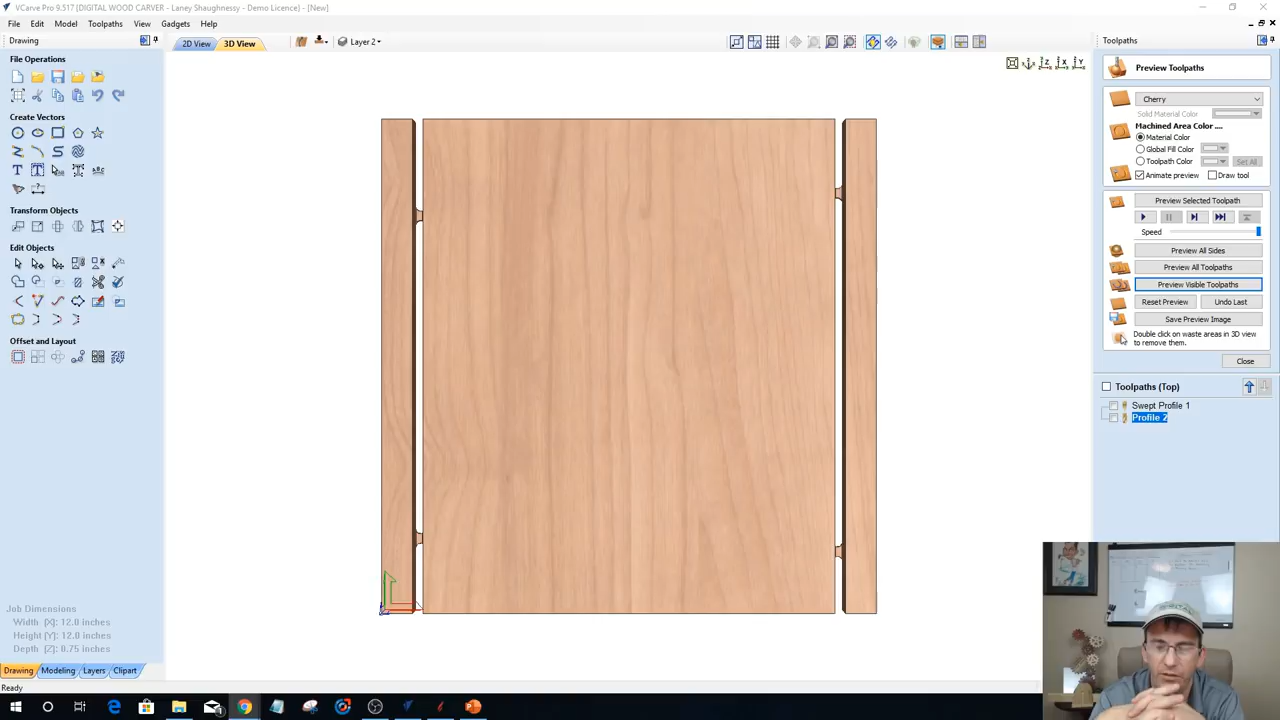 VCarve Pro 9.517 [DIGITAL WOOD CARVER - Laney Shaughnessy - Demo Licence] - [New]
File Edit Model Toolpaths View Gadgets Help
Drawing
2D View 3D View Layer 2
Toolpaths
File Operations
Create Vectors
Transform Objects
Edit Objects
Offset and Layout
Job Dimensions
Width (X): 12.0 inches
Height (Y): 12.0 inches
Depth (Z): 0.75 inches
Drawing Modeling Layers Clipart
Ready
Z X Y
Preview Toolpaths
Cherry
Solid Material Color
Machined Area Color ....
Material Color
Global Fill Color
Toolpath Color Set All
Animate preview Draw tool
Preview Selected Toolpath
Speed
Preview All Sides
Preview All Toolpaths
Preview Visible Toolpaths
Reset Preview Undo Last
Save Preview Image
Double click on waste areas in 3D view
to remove them.
Close
Toolpaths (Top)
Swept Profile 1
Profile 2